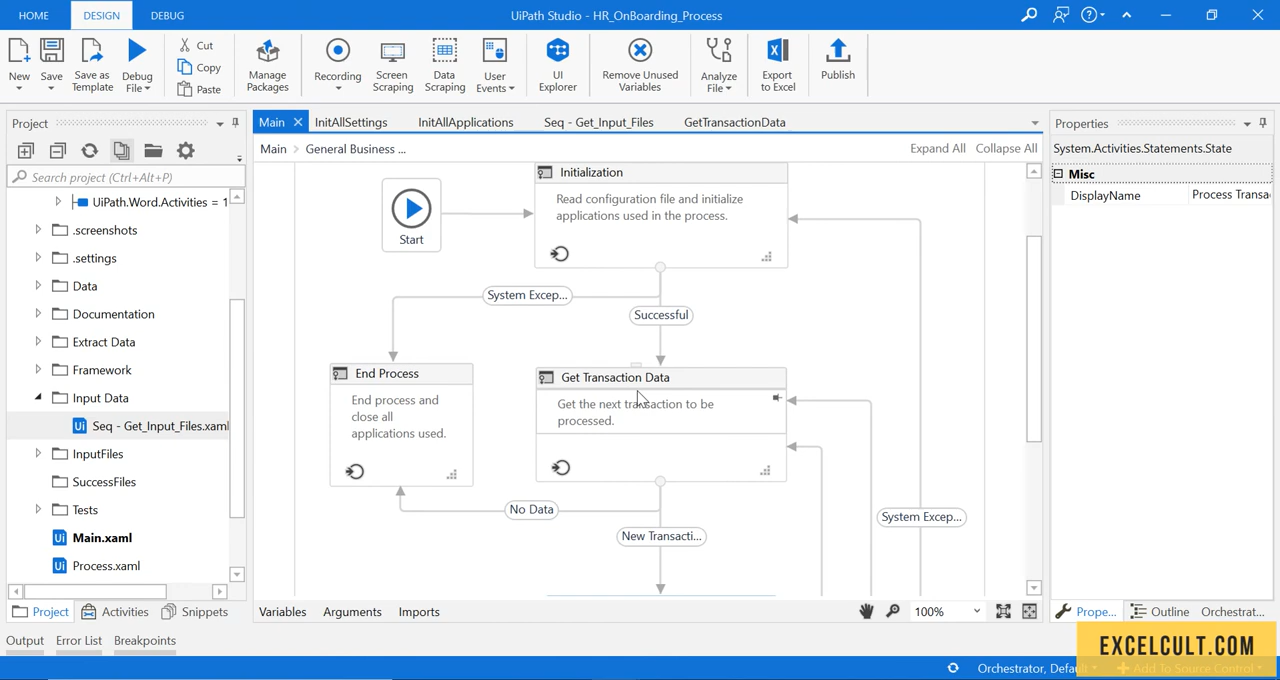 HOME
DESIGN
DEBUG
UiPath Studio - HR_OnBoarding_Process
New
Save
Save as
Template
Debug
File
Cut
Copy
Paste
Manage
Packages
Recording
Screen
Scraping
Data
Scraping
User
Events
UI
Explorer
Remove Unused
Variables
Analyze
File
Export
to Excel
Publish
Project
Main
InitAllSettings
InitAllApplications
Seq - Get_Input_Files
GetTransactionData
Properties
Main > General Business ...
Expand All
Collapse All
System.Activities.Statements.State
Search project (Ctrl+Alt+P)
Misc
DisplayName
Process Transa
UiPath.Word.Activities = 1
.screenshots
.settings
Data
Documentation
Extract Data
Framework
Input Data
Seq - Get_Input_Files.xaml
InputFiles
SuccessFiles
Tests
Main.xaml
Process.xaml
Start
Initialization
Read configuration file and initialize
applications used in the process.
System Excep...
Successful
End Process
End process and
close all
applications used.
Get Transaction Data
Get the next transaction to be
processed.
No Data
New Transacti...
System Excep...
Project
Activities
Snippets
Variables
Arguments
Imports
100%
Prope...
Outline
Orchestrat...
Output
Error List
Breakpoints
EXCELCULT.COM
Orchestrator, Defau
Add To Source Control